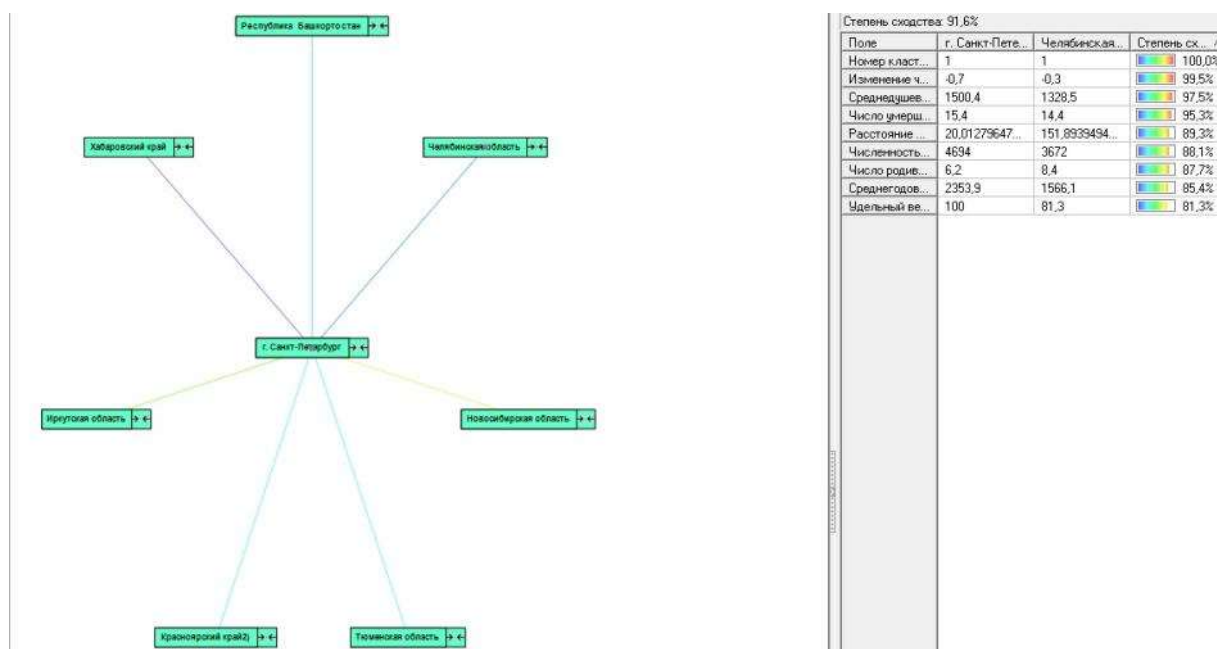 Республика Башкортостан
Хабаровский край
Челябинская область
г. Санкт-Петербург
Иркутская область
Новосибирская область
Красноярский край2)
Тюменская область
Степень сходства: 91,6%
Поле г. Санкт-Пете... Челябинская... Степень сх...
Номер класт... 1 1 100,0%
Изменение ч... -0,7 -0,3 99,5%
Среднедушев... 1500,4 1328,5 97,5%
Число умерш... 15,4 14,4 95,3%
Расстояние ... 20,01279647... 151,8939494... 89,3%
Численность... 4694 3672 88,1%
Число родив... 6,2 8,4 87,7%
Среднегодов... 2353,9 1566,1 85,4%
Удельный ве... 100 81,3 81,3%